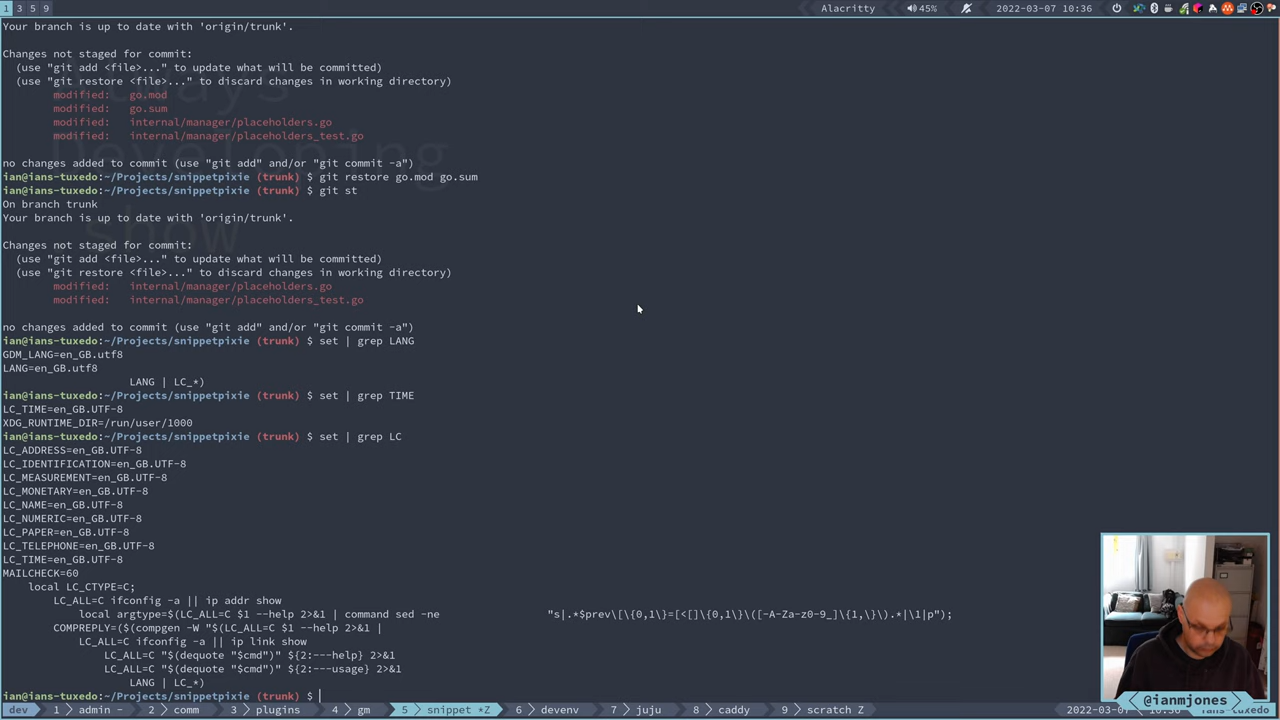 1 3 5 9
Alacritty 45% 2022-03-07 10:36
Your branch is up to date with 'origin/trunk'.
Changes not staged for commit:
(use "git add <file>..." to update what will be committed)
(use "git restore <file>..." to discard changes in working directory)
modified: go.mod
modified: go.sum
modified: internal/manager/placeholders.go
modified: internal/manager/placeholders_test.go
no changes added to commit (use "git add" and/or "git commit -a")
ian@ians-tuxedo:~/Projects/snippetpixie (trunk) $ git restore go.mod go.sum
ian@ians-tuxedo:~/Projects/snippetpixie (trunk) $ git st
On branch trunk
Your branch is up to date with 'origin/trunk'.
Changes not staged for commit:
(use "git add <file>..." to update what will be committed)
(use "git restore <file>..." to discard changes in working directory)
modified: internal/manager/placeholders.go
modified: internal/manager/placeholders_test.go
no changes added to commit (use "git add" and/or "git commit -a")
ian@ians-tuxedo:~/Projects/snippetpixie (trunk) $ set | grep LANG
GDM_LANG=en_GB.utf8
LANG=en_GB.utf8
LANG | LC_*)
ian@ians-tuxedo:~/Projects/snippetpixie (trunk) $ set | grep TIME
LC_TIME=en_GB.UTF-8
XDG_RUNTIME_DIR=/run/user/1000
ian@ians-tuxedo:~/Projects/snippetpixie (trunk) $ set | grep LC
LC_ADDRESS=en_GB.UTF-8
LC_IDENTIFICATION=en_GB.UTF-8
LC_MEASUREMENT=en_GB.UTF-8
LC_MONETARY=en_GB.UTF-8
LC_NAME=en_GB.UTF-8
LC_NUMERIC=en_GB.UTF-8
LC_PAPER=en_GB.UTF-8
LC_TELEPHONE=en_GB.UTF-8
LC_TIME=en_GB.UTF-8
MAILCHECK=60
local LC_CTYPE=C;
LC_ALL=C ifconfig -a || ip addr show
local argtype=$(LC_ALL=C $1 --help 2>&1 | command sed -ne "s|.*$prev\[\{0,1\}=[<[]\{0,1\}\([-A-Za-z0-9_]\{1,\}\).*|\1|p");
COMPREPLY=($(compgen -W "$(LC_ALL=C $1 --help 2>&1 |
LC_ALL=C ifconfig -a || ip link show
LC_ALL=C "$(dequote "$cmd")" ${2:---help} 2>&1
LC_ALL=C "$(dequote "$cmd")" ${2:---usage} 2>&1
LANG | LC_*)
ian@ians-tuxedo:~/Projects/snippetpixie (trunk) $
@ianmjones
dev 1 admin - 2 comm 3 plugins 4 gm 5 snippet *Z 6 devenv 7 juju 8 caddy 9 scratch Z
Developing
show